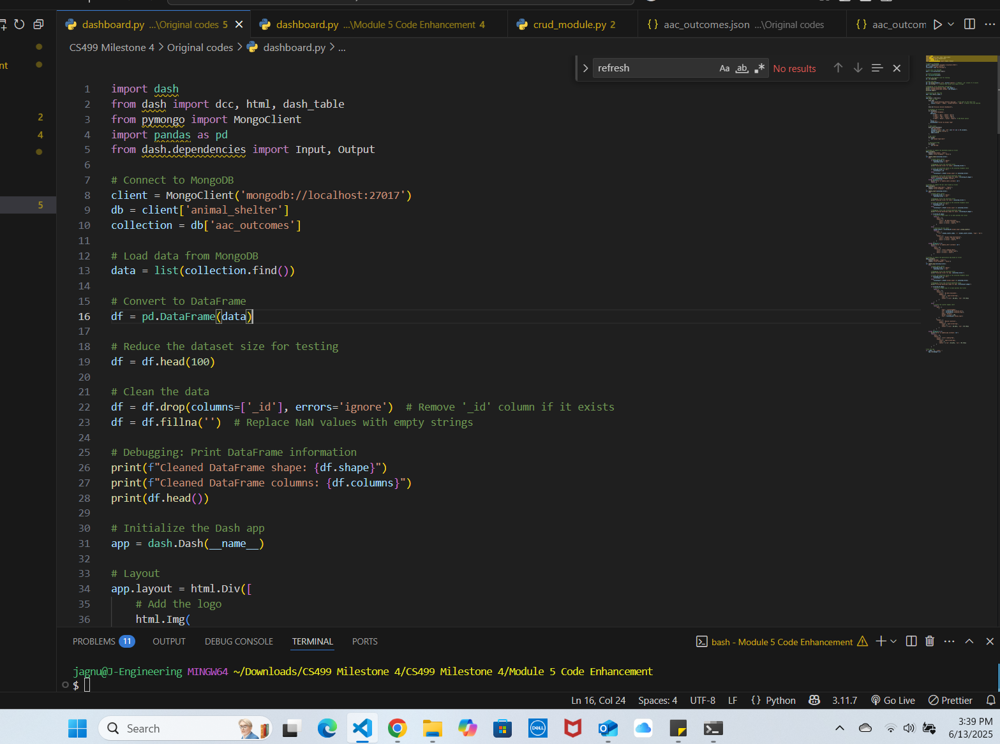 dashboard.py ...\Original codes 5
dashboard.py ...\Module 5 Code Enhancement 4
crud_module.py 2
{} aac_outcomes.json ...\Original codes
{} aac_outcom
CS499 Milestone 4 > Original codes > dashboard.py > ...
nt
2
4
5
refresh
Aa ab .*
No results
1 import dash
2 from dash import dcc, html, dash_table
3 from pymongo import MongoClient
4 import pandas as pd
5 from dash.dependencies import Input, Output
6
7 # Connect to MongoDB
8 client = MongoClient('mongodb://localhost:27017')
9 db = client['animal_shelter']
10 collection = db['aac_outcomes']
11
12 # Load data from MongoDB
13 data = list(collection.find())
14
15 # Convert to DataFrame
16 df = pd.DataFrame(data)
17
18 # Reduce the dataset size for testing
19 df = df.head(100)
20
21 # Clean the data
22 df = df.drop(columns=['_id'], errors='ignore')  # Remove '_id' column if it exists
23 df = df.fillna('')  # Replace NaN values with empty strings
24
25 # Debugging: Print DataFrame information
26 print(f"Cleaned DataFrame shape: {df.shape}")
27 print(f"Cleaned DataFrame columns: {df.columns}")
28 print(df.head())
29
30 # Initialize the Dash app
31 app = dash.Dash(__name__)
32
33 # Layout
34 app.layout = html.Div([
35     # Add the logo
36     html.Img(
PROBLEMS 11 OUTPUT DEBUG CONSOLE TERMINAL PORTS
bash - Module 5 Code Enhancement
jagnu@J-Engineering MINGW64 ~/Downloads/CS499 Milestone 4/CS499 Milestone 4/Module 5 Code Enhancement
$
Ln 16, Col 24 Spaces: 4 UTF-8 LF {} Python 3.11.7 Go Live Prettier
Search
DELL
3:39 PM
6/13/2025